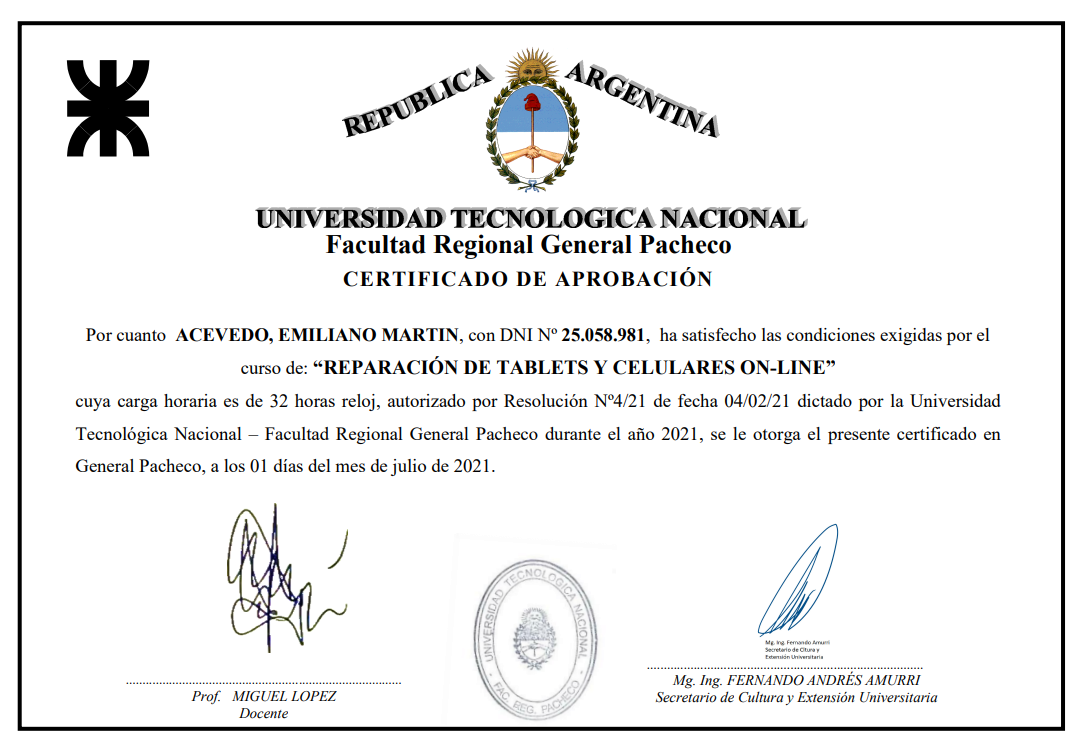 REPUBLICA ARGENTINA
UNIVERSIDAD TECNOLOGICA NACIONAL
Facultad Regional General Pacheco
CERTIFICADO DE APROBACIÓN
Por cuanto ACEVEDO, EMILIANO MARTIN, con DNI Nº 25.058.981, ha satisfecho las condiciones exigidas por el
curso de: “REPARACIÓN DE TABLETS Y CELULARES ON-LINE”
cuya carga horaria es de 32 horas reloj, autorizado por Resolución Nº4/21 de fecha 04/02/21 dictado por la Universidad
Tecnológica Nacional – Facultad Regional General Pacheco durante el año 2021, se le otorga el presente certificado en
General Pacheco, a los 01 días del mes de julio de 2021.
UNIVERSIDAD TECNOLOGICA NACIONAL
FAC. REG. PACHECO
Mg. Ing. Fernando Amurri
Secretario de Cltura y
Extensión Universitaria
Prof. MIGUEL LOPEZ
Docente
Mg. Ing. FERNANDO ANDRÉS AMURRI
Secretario de Cultura y Extensión Universitaria